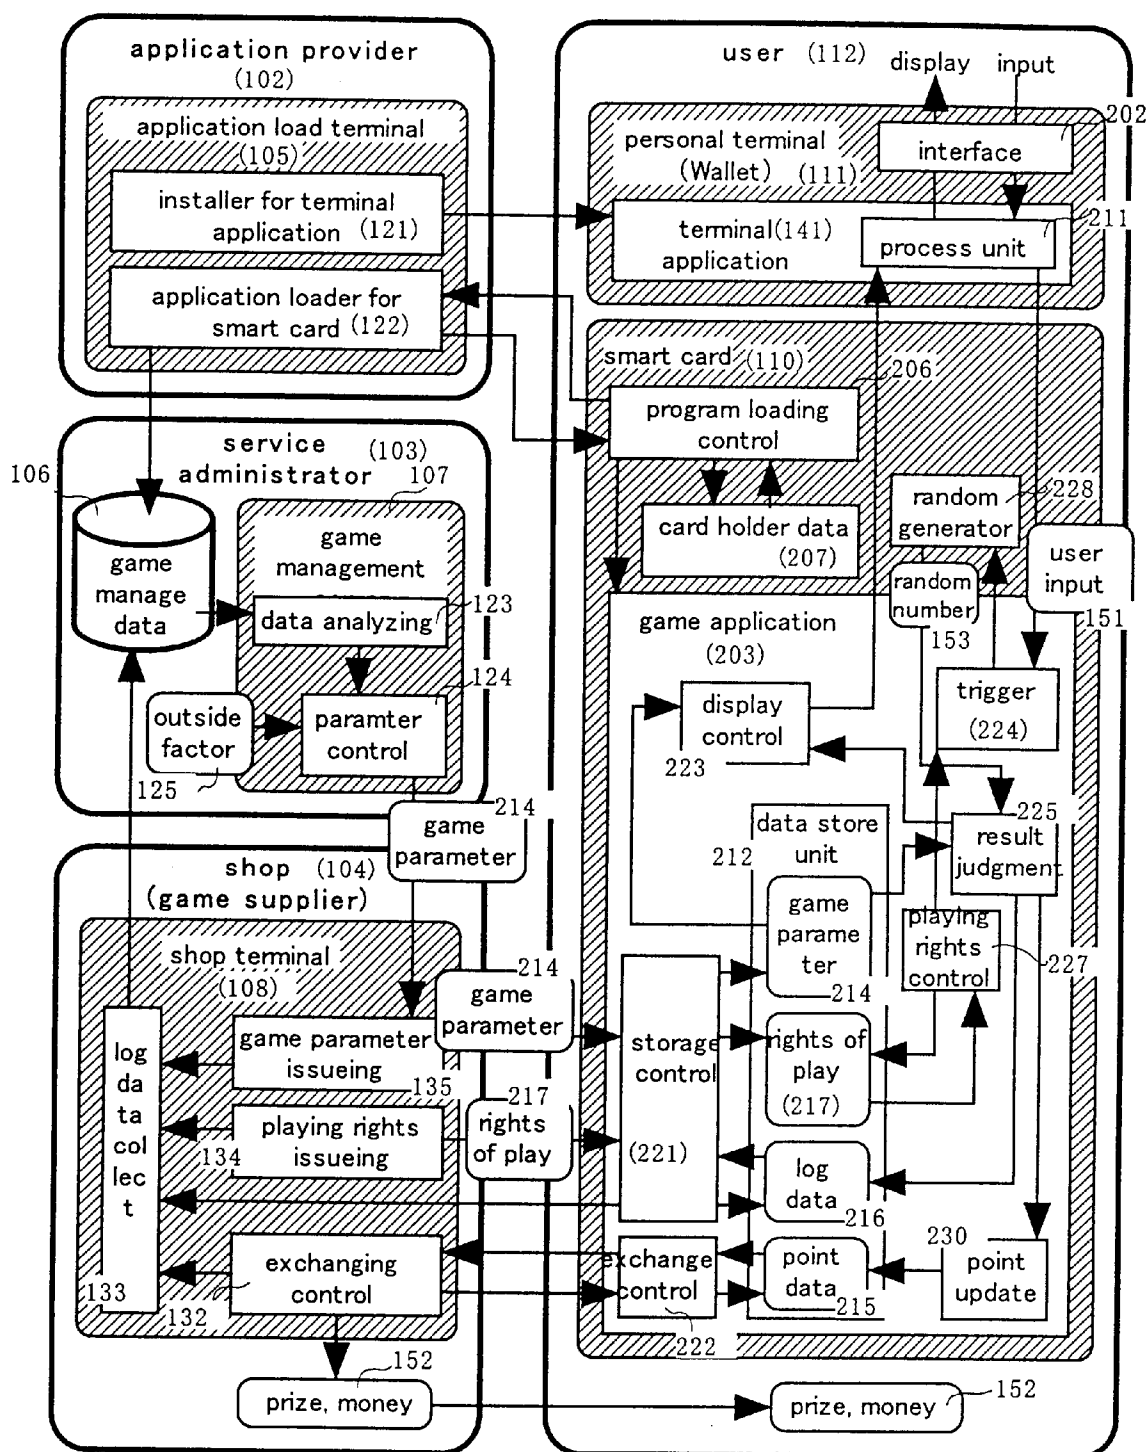 application provider
(102)
application load terminal
(105)
installer for terminal
application (121)
application loader for
smart card (122)
service (103)
administrator
106
107
game
manage
data
game
management
data analyzing
123
124
outside
factor
125
paramter
control
game
parameter
214
shop (104)
(game supplier)
shop terminal
(108)
214
game
parameter
log
da
ta
col
lec
t
133
game parameter
issueing
135
playing rights
issueing
134
217
rights
of play
exchanging
control
132
152
prize, money
user (112)
display
input
202
personal terminal
(Wallet) (111)
interface
terminal(141)
application
process unit
211
smart card (110)
206
program loading
control
card holder data
(207)
random
generator
228
user
input
151
random
number
153
game application
(203)
display
control
223
trigger
(224)
225
result
judgment
data store
unit
212
game
parame
ter
214
playing
rights
control
227
storage
control
(221)
rights of
play
(217)
log
data
216
230
exchange
control
222
point
data
215
point
update
prize, money
152